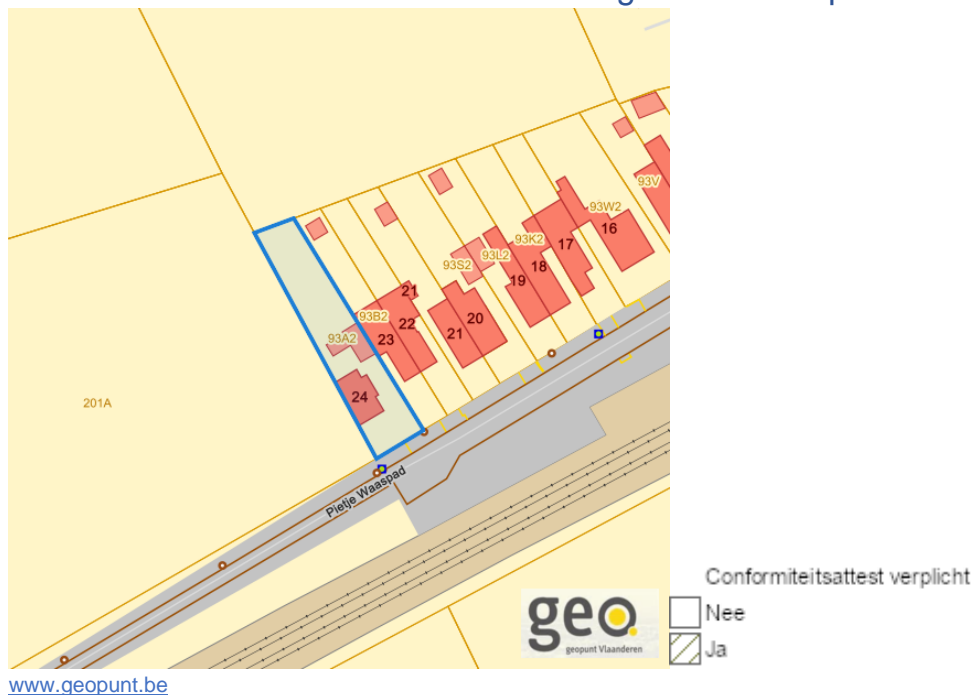 93V
93W2
16
93K2
17
93L2
18
93S2
19
21
93B2
22
20
21
93A2
23
24
201A
Pietje Waaspad
geo.
geopunt Vlaanderen
Conformiteitsattest verplicht
Nee
Ja
www.geopunt.be